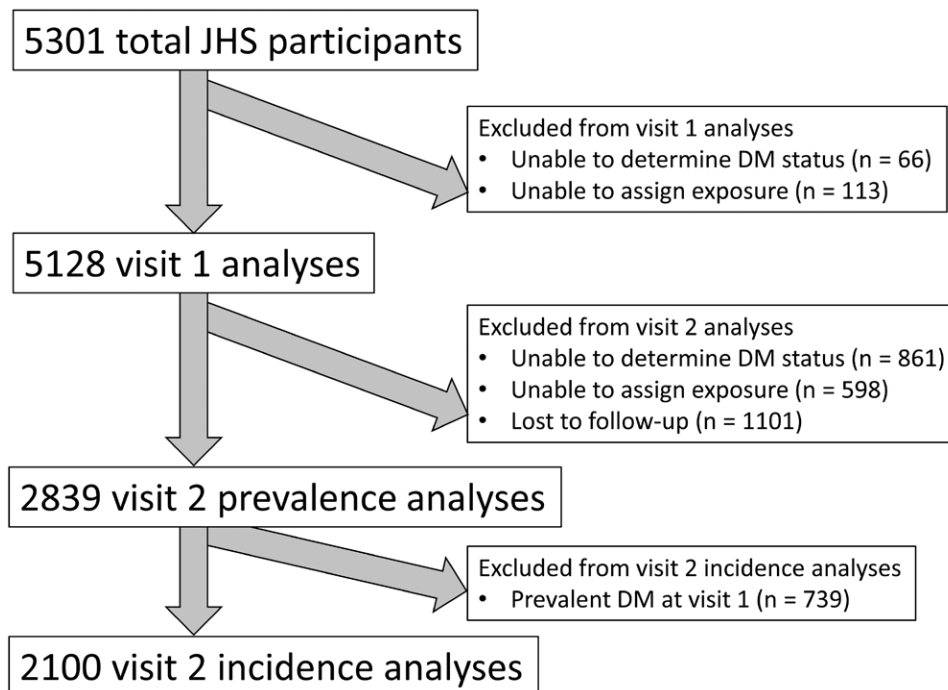 5301 total JHS participants
Excluded from visit 1 analyses
• Unable to determine DM status (n = 66)
• Unable to assign exposure (n = 113)
5128 visit 1 analyses
Excluded from visit 2 analyses
• Unable to determine DM status (n = 861)
• Unable to assign exposure (n = 598)
• Lost to follow-up (n = 1101)
2839 visit 2 prevalence analyses
Excluded from visit 2 incidence analyses
• Prevalent DM at visit 1 (n = 739)
2100 visit 2 incidence analyses